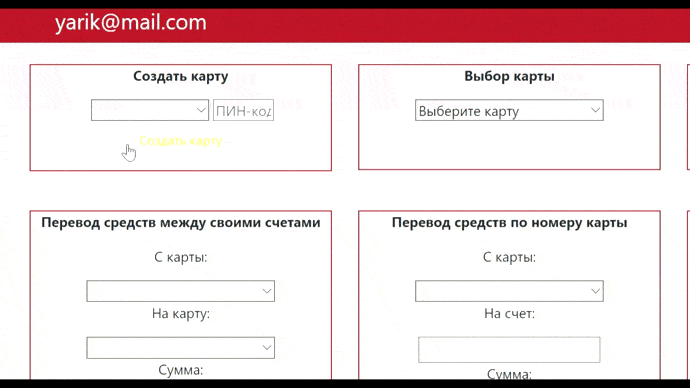 yarik@mail.com
Создать карту
ПИН-код
Создать карту
Выбор карты
Выберите карту
Перевод средств между своими счетами
С карты:
На карту:
Сумма:
Перевод средств по номеру карты
С карты:
На счет:
Сумма: